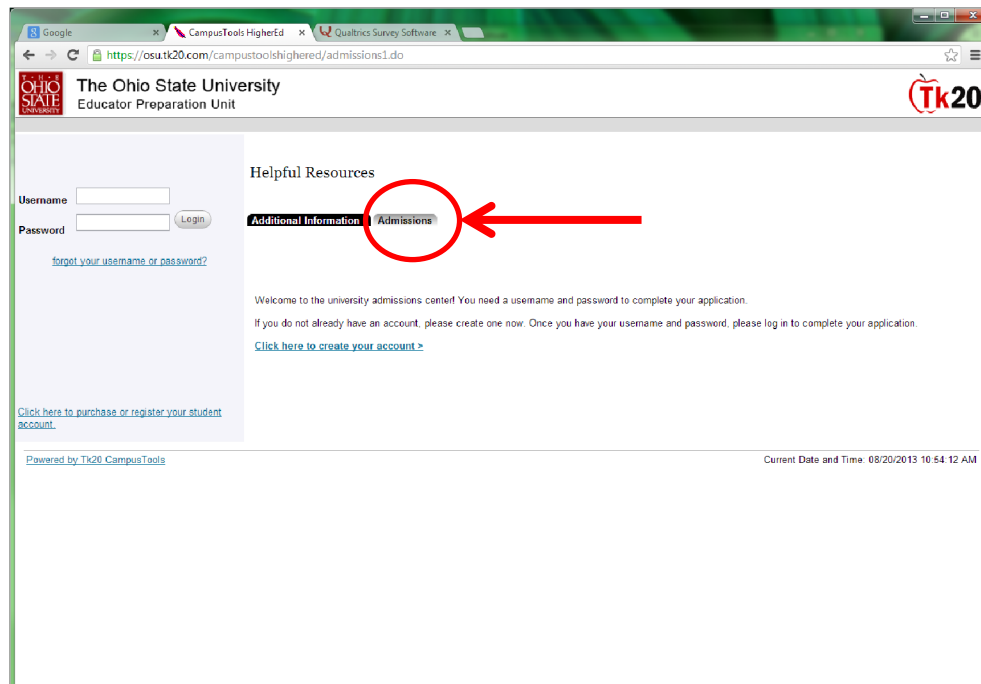 Google
CampusTools HigherEd
Qualtrics Survey Software
https://osu.tk20.com/campustoolshighered/admissions1.do
T · H · E
OHIO
STATE
UNIVERSITY
The Ohio State University
Educator Preparation Unit
Tk20
Helpful Resources
Username
Login
Password
Additional Information
Admissions
forgot your username or password?
Welcome to the university admissions center! You need a username and password to complete your application.
If you do not already have an account, please create one now. Once you have your username and password, please log in to complete your application.
Click here to create your account >
Click here to purchase or register your student
account.
Powered by Tk20 CampusTools
Current Date and Time: 08/20/2013 10:54:12 AM